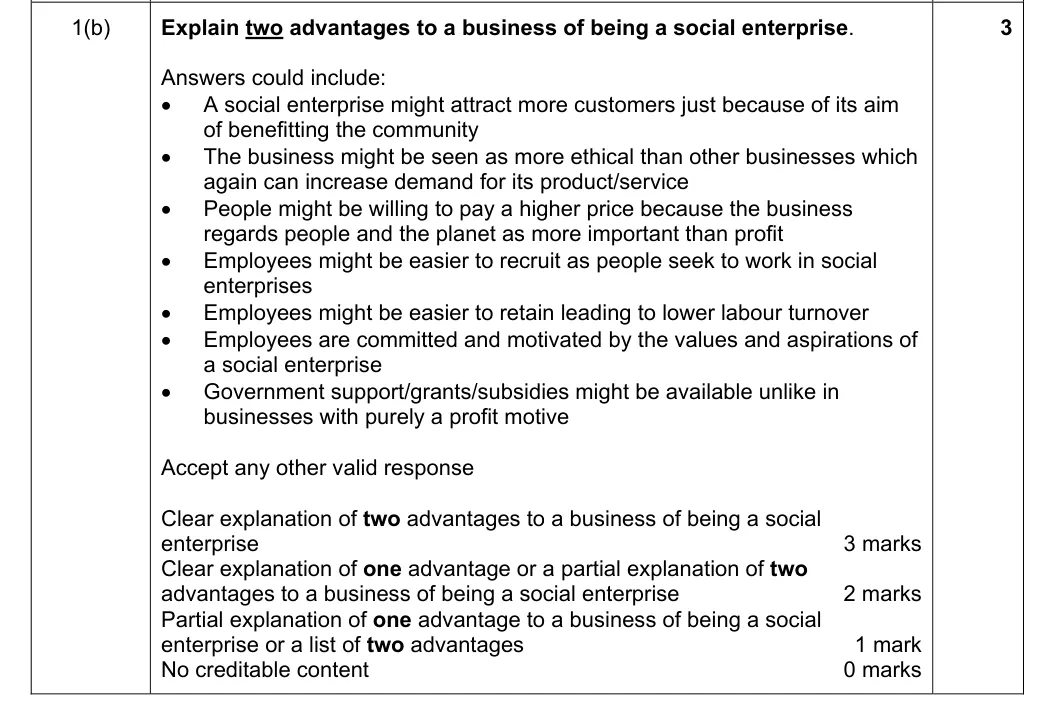 1(b) Explain two advantages to a business of being a social enterprise. 3
Answers could include:
• A social enterprise might attract more customers just because of its aim
of benefitting the community
• The business might be seen as more ethical than other businesses which
again can increase demand for its product/service
• People might be willing to pay a higher price because the business
regards people and the planet as more important than profit
• Employees might be easier to recruit as people seek to work in social
enterprises
• Employees might be easier to retain leading to lower labour turnover
• Employees are committed and motivated by the values and aspirations of
a social enterprise
• Government support/grants/subsidies might be available unlike in
businesses with purely a profit motive
Accept any other valid response
Clear explanation of two advantages to a business of being a social
enterprise 3 marks
Clear explanation of one advantage or a partial explanation of two
advantages to a business of being a social enterprise 2 marks
Partial explanation of one advantage to a business of being a social
enterprise or a list of two advantages 1 mark
No creditable content 0 marks